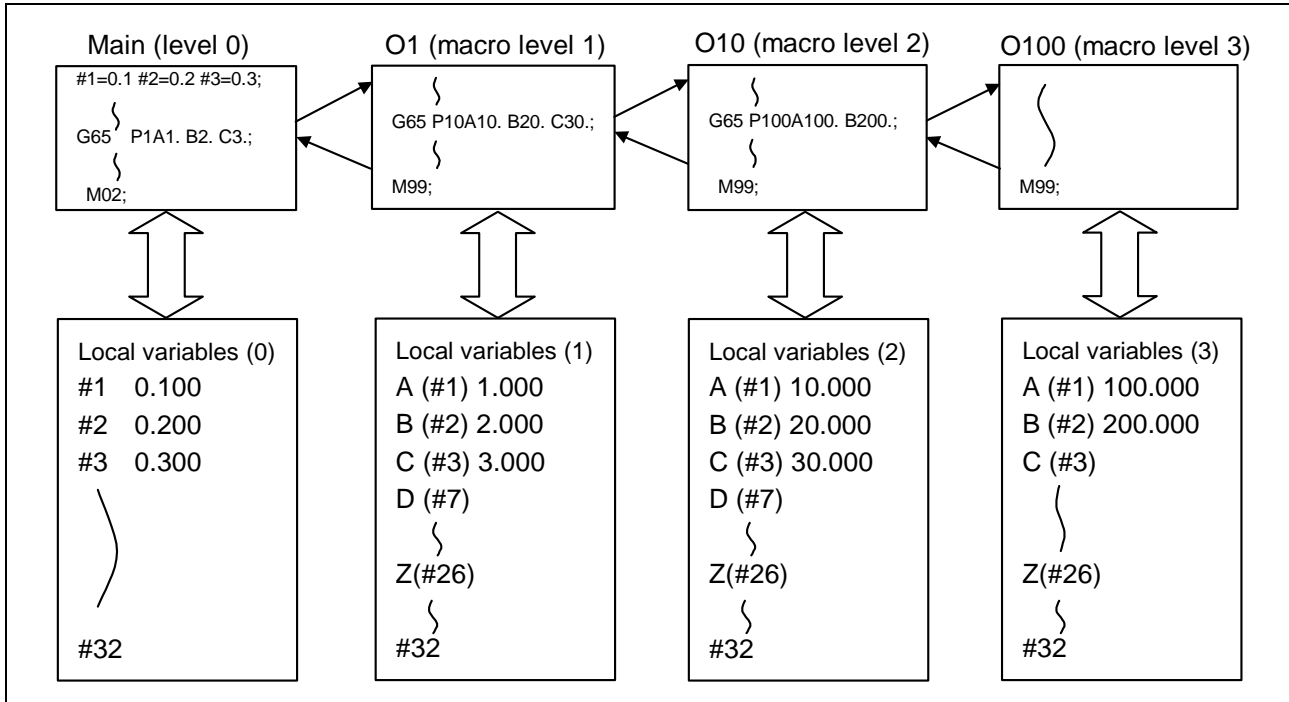 Main (level 0)
#1=0.1 #2=0.2 #3=0.3;
G65 P1A1. B2. C3.;
M02;
O1 (macro level 1)
G65 P10A10. B20. C30.;
M99;
O10 (macro level 2)
G65 P100A100. B200.;
M99;
O100 (macro level 3)
M99;
Local variables (0)
#1 0.100
#2 0.200
#3 0.300
#32
Local variables (1)
A (#1) 1.000
B (#2) 2.000
C (#3) 3.000
D (#7)
Z(#26)
#32
Local variables (2)
A (#1) 10.000
B (#2) 20.000
C (#3) 30.000
D (#7)
Z(#26)
#32
Local variables (3)
A (#1) 100.000
B (#2) 200.000
C (#3)
Z(#26)
#32